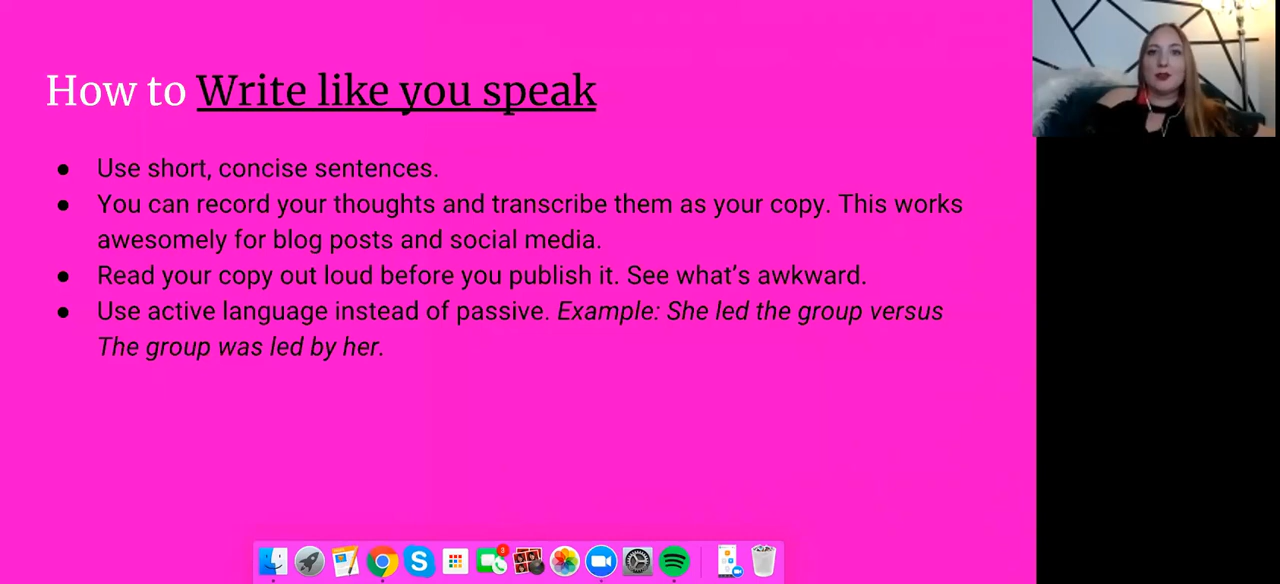 How to Write like you speak
● Use short, concise sentences.
● You can record your thoughts and transcribe them as your copy. This works
awesomely for blog posts and social media.
● Read your copy out loud before you publish it. See what’s awkward.
● Use active language instead of passive. Example: She led the group versus
The group was led by her.